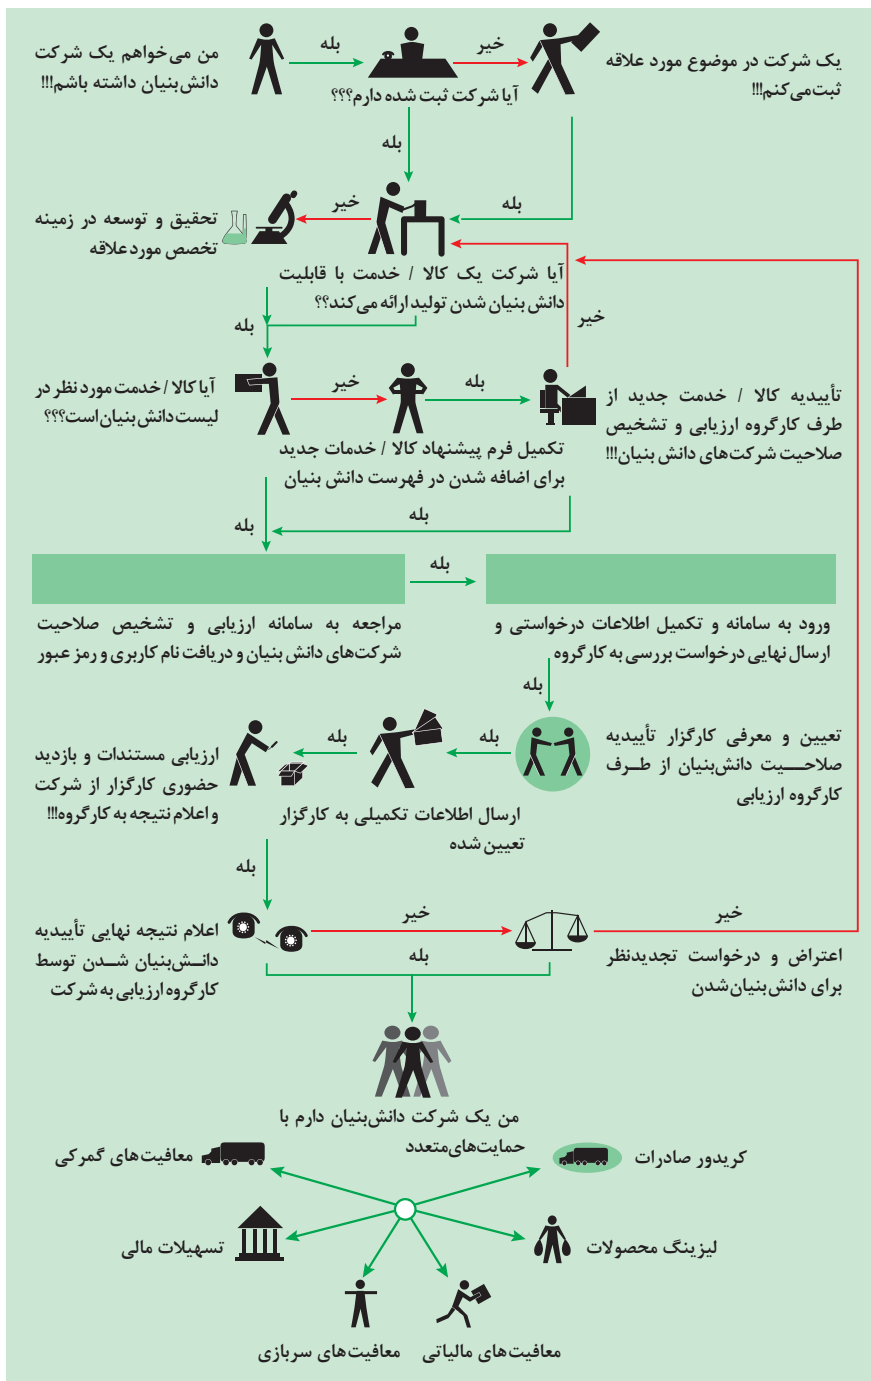 من می‌خواهم یک شرکت
دانش‌بنیان داشته باشم!!!
بله
آیا شرکت ثبت شده دارم؟؟؟
خیر
یک شرکت در موضوع مورد علاقه
ثبت‌می‌کنم!!!
بله
بله
تحقیق و توسعه در زمینه
تخصص موردعلاقه
خیر
آیا شرکت یک کالا / خدمت با قابلیت
دانش‌بنیان شدن تولید ارائه می‌کند؟؟
خیر
بله
آیا کالا / خدمت مورد نظر در
لیست دانش‌بنیان است؟؟؟
خیر
تکمیل فرم پیشنهاد کالا / خدمات جدید
برای اضافه شدن در فهرست دانش بنیان
بله
تأییدیه کالا / خدمت جدید از
طرف کارگروه ارزیابی و تشخیص
صلاحیت شرکت‌های دانش بنیان!!!
بله
بله
بله
مراجعه به سامانه ارزیابی و تشخیص صلاحیت
شرکت‌های دانش بنیان و دریافت نام کاربری و رمز عبور
ورود به سامانه و تکمیل اطلاعات درخواستی و
ارسال نهایی درخواست بررسی به کارگروه
بله
تعیین و معرفی کارگزار تأییدیه
صلاحیت دانش‌بنیان از طرف
کارگروه ارزیابی
بله
ارسال اطلاعات تکمیلی به کارگزار
تعیین شده
بله
ارزیابی مستندات و بازدید
حضوری کارگزار از شرکت
و اعلام نتیجه به کارگروه!!!
بله
اعلام نتیجه نهایی تأییدیه
دانش‌بنیان شدن توسط
کارگروه ارزیابی به شرکت
خیر
بله
خیر
اعتراض و درخواست تجدیدنظر
برای دانش‌بنیان‌شدن
من یک شرکت دانش‌بنیان دارم با
حمایت‌های‌متعدد
کریدور صادرات
معافیت‌های گمرکی
لیزینگ محصولات
تسهیلات مالی
معافیت‌های مالیاتی
معافیت‌های سربازی